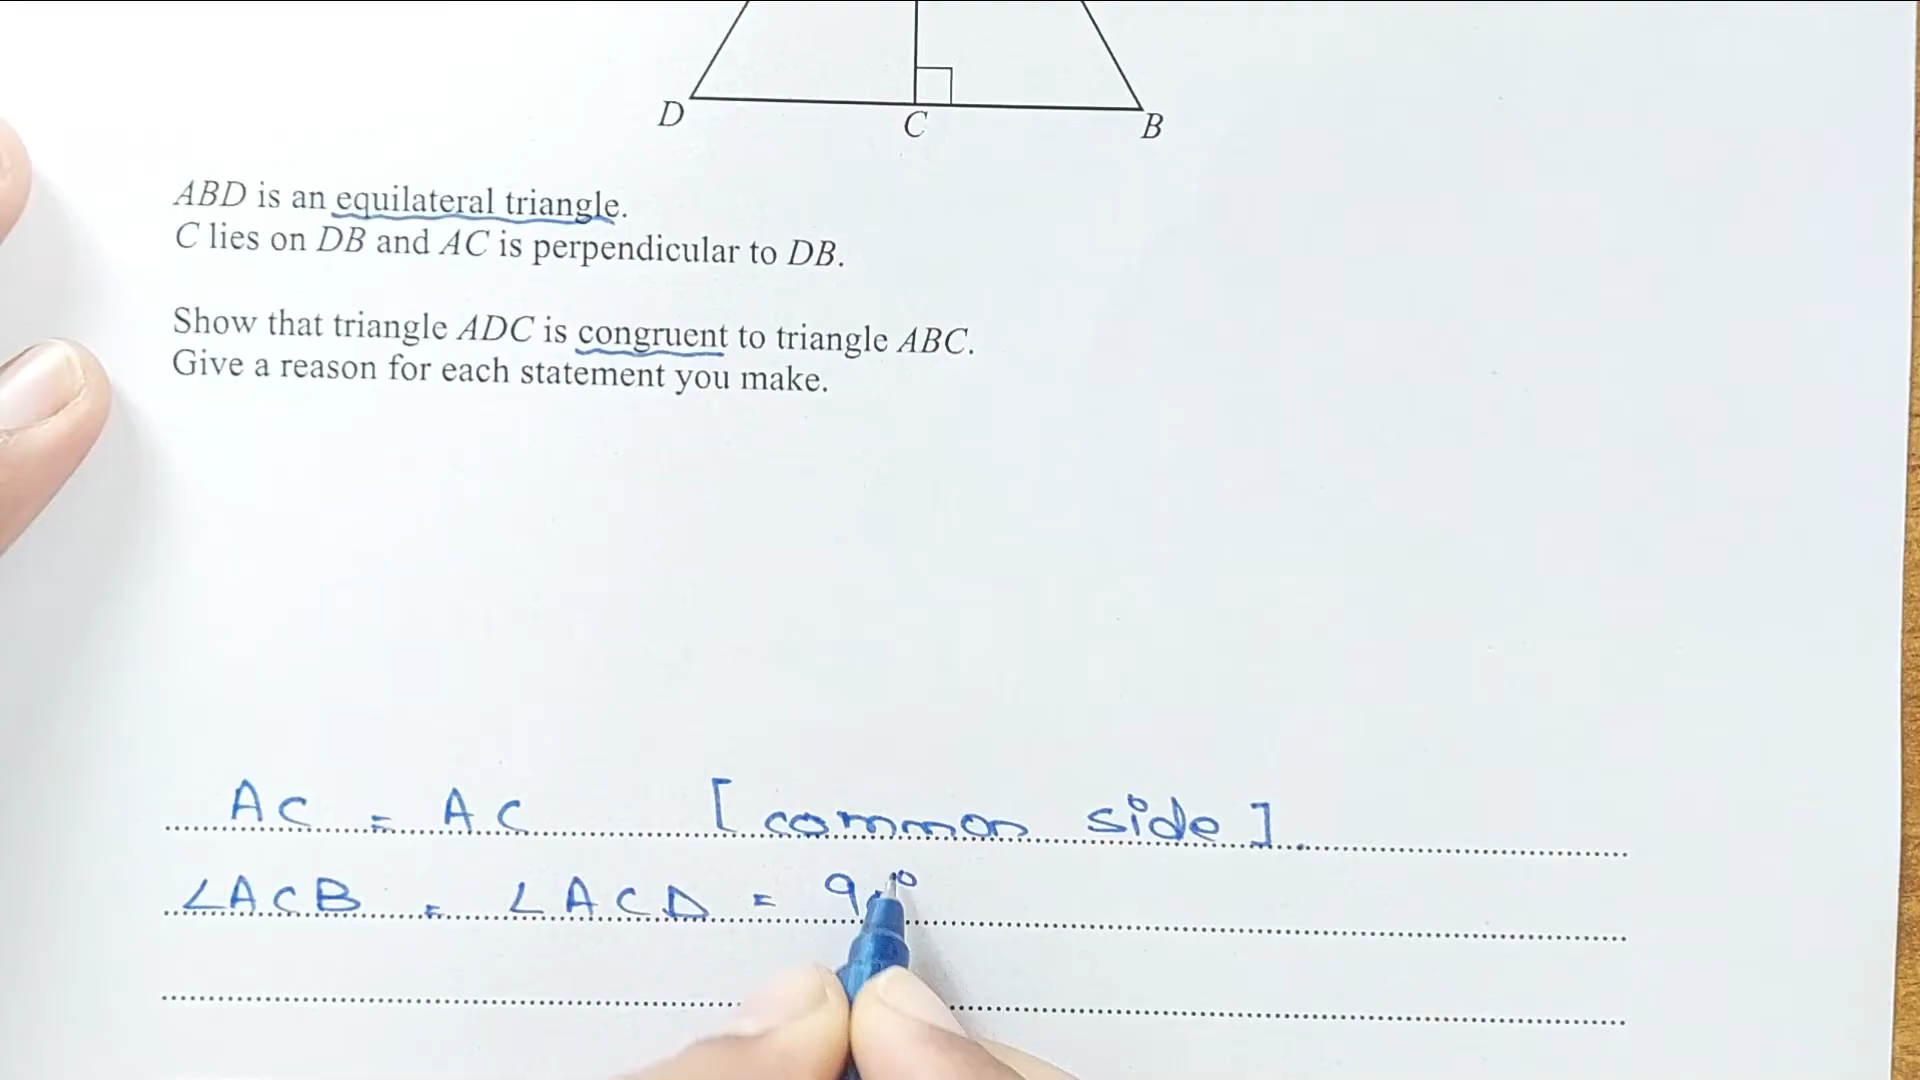 D
C
B
ABD is an equilateral triangle.
C lies on DB and AC is perpendicular to DB.
Show that triangle ADC is congruent to triangle ABC.
Give a reason for each statement you make.
AC = AC [common side]
∠ACB = ∠ACD = 90°